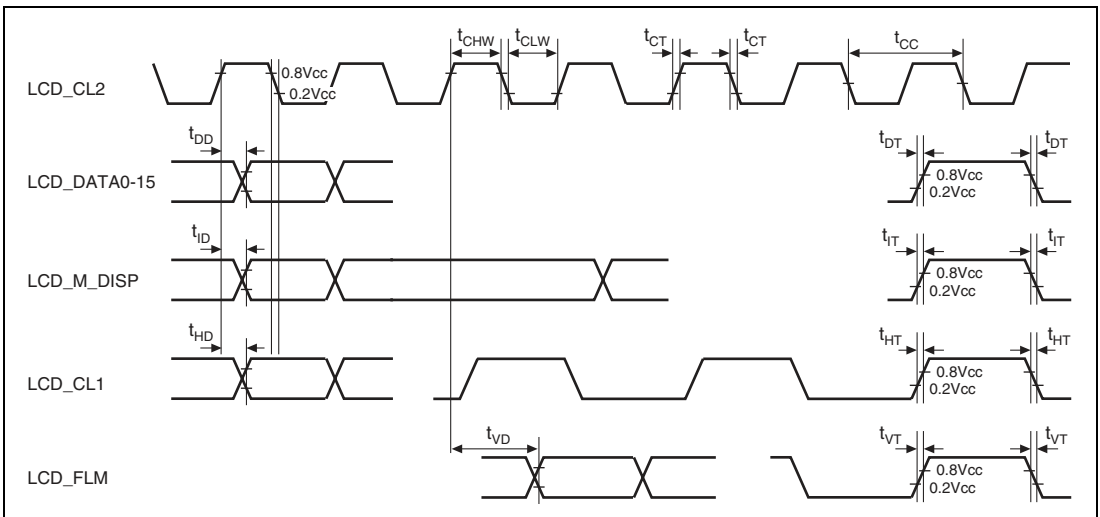 tCHW tCLW tCT tCT tCC
LCD_CL2
0.8Vcc
0.2Vcc
tDD tDT tDT
LCD_DATA0-15
0.8Vcc
0.2Vcc
tID tIT tIT
LCD_M_DISP
0.8Vcc
0.2Vcc
tHD tHT tHT
LCD_CL1
0.8Vcc
0.2Vcc
tVD tVT tVT
LCD_FLM
0.8Vcc
0.2Vcc